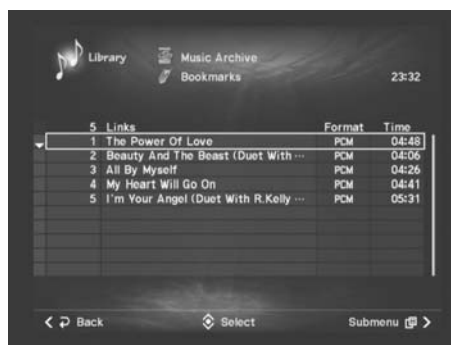 Library Music Archive
Bookmarks 23:32
5 Links Format Time
1 The Power Of Love PCM 04:48
2 Beauty And The Beast (Duet With ··· PCM 04:06
3 All By Myself PCM 04:26
4 My Heart Will Go On PCM 04:41
5 I'm Your Angel (Duet With R.Kelly ··· PCM 05:31
Back Select Submenu